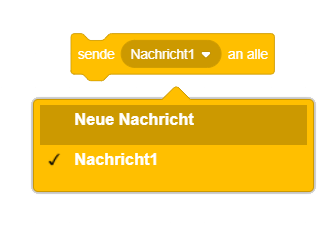 sende Nachricht1 an alle
Neue Nachricht
✓ Nachricht1